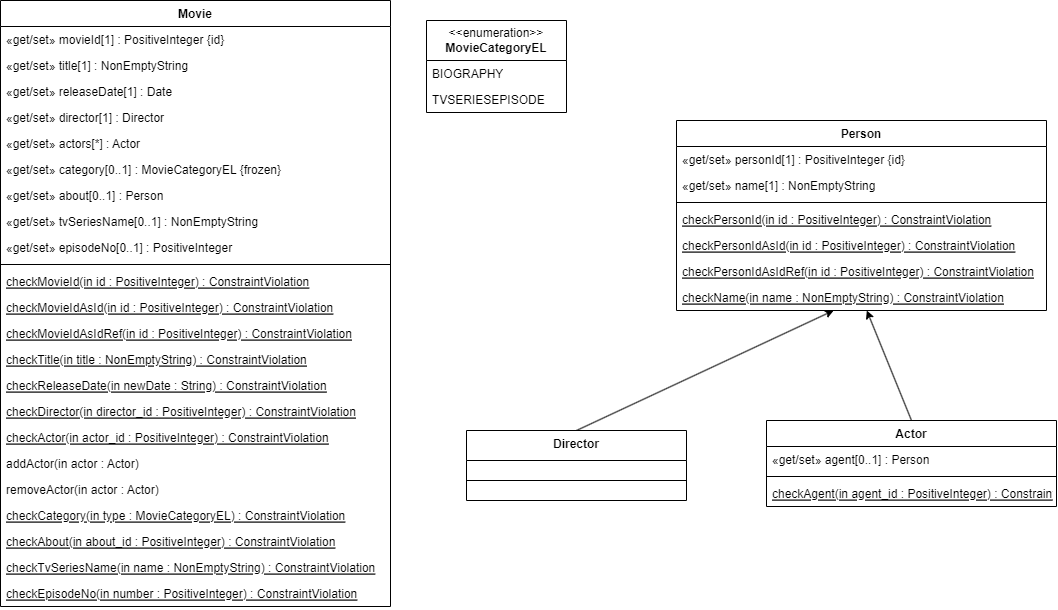 Movie
«get/set» movieId[1] : PositiveInteger {id}
«get/set» title[1] : NonEmptyString
«get/set» releaseDate[1] : Date
«get/set» director[1] : Director
«get/set» actors[*] : Actor
«get/set» category[0..1] : MovieCategoryEL {frozen}
«get/set» about[0..1] : Person
«get/set» tvSeriesName[0..1] : NonEmptyString
«get/set» episodeNo[0..1] : PositiveInteger
checkMovieId(in id : PositiveInteger) : ConstraintViolation
checkMovieIdAsId(in id : PositiveInteger) : ConstraintViolation
checkMovieIdAsIdRef(in id : PositiveInteger) : ConstraintViolation
checkTitle(in title : NonEmptyString) : ConstraintViolation
checkReleaseDate(in newDate : String) : ConstraintViolation
checkDirector(in director_id : PositiveInteger) : ConstraintViolation
checkActor(in actor_id : PositiveInteger) : ConstraintViolation
addActor(in actor : Actor)
removeActor(in actor : Actor)
checkCategory(in type : MovieCategoryEL) : ConstraintViolation
checkAbout(in about_id : PositiveInteger) : ConstraintViolation
checkTvSeriesName(in name : NonEmptyString) : ConstraintViolation
checkEpisodeNo(in number : PositiveInteger) : ConstraintViolation
<<enumeration>>
MovieCategoryEL
BIOGRAPHY
TVSERIESEPISODE
Person
«get/set» personId[1] : PositiveInteger {id}
«get/set» name[1] : NonEmptyString
checkPersonId(in id : PositiveInteger) : ConstraintViolation
checkPersonIdAsId(in id : PositiveInteger) : ConstraintViolation
checkPersonIdAsIdRef(in id : PositiveInteger) : ConstraintViolation
checkName(in name : NonEmptyString) : ConstraintViolation
Director
Actor
«get/set» agent[0..1] : Person
checkAgent(in agent_id : PositiveInteger) : Constrain